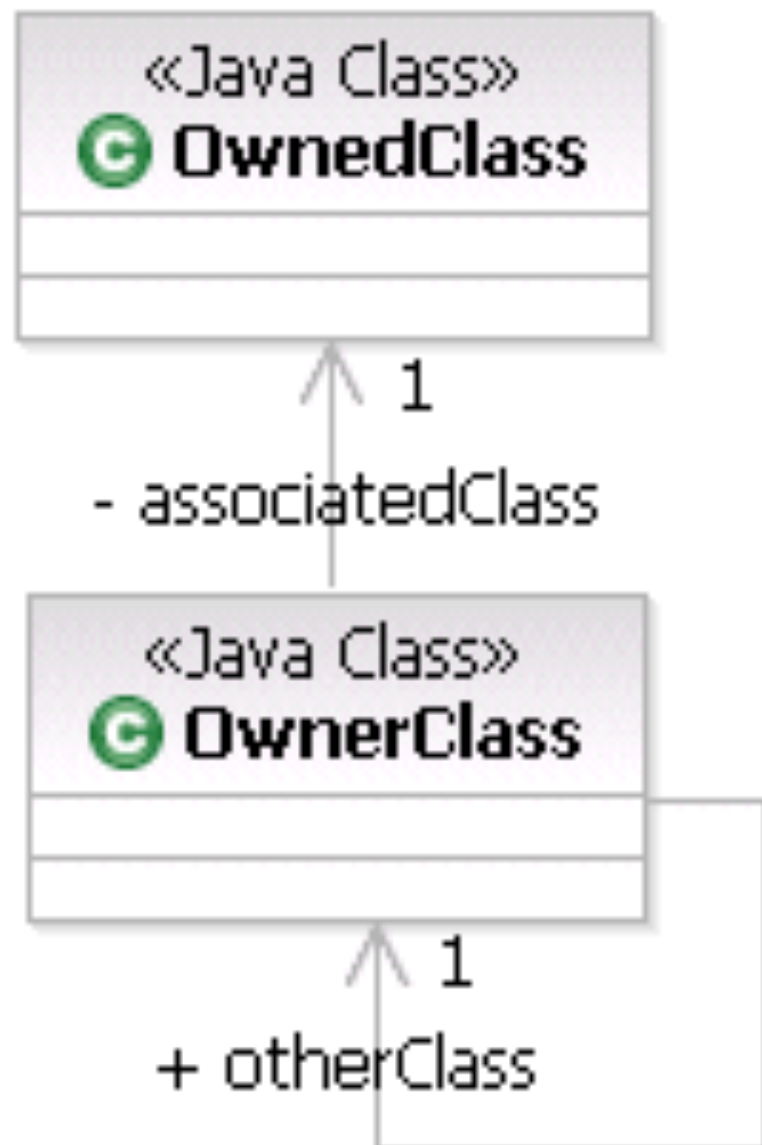 «Java Class»
C OwnedClass
1
- associatedClass
«Java Class»
C OwnerClass
1
+ otherClass